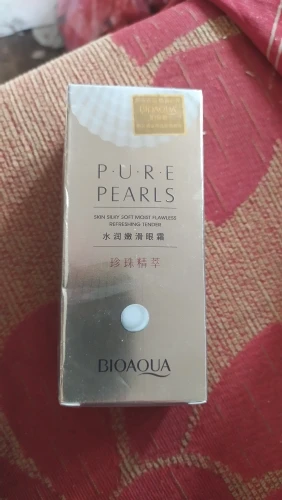 BIOAQUA
P·U·R·E
PEARLS
SKIN SILKY SOFT MOIST FLAWLESS
REFRESHING TENDER
水润嫩滑眼霜
珍珠精萃
BIOAQUA